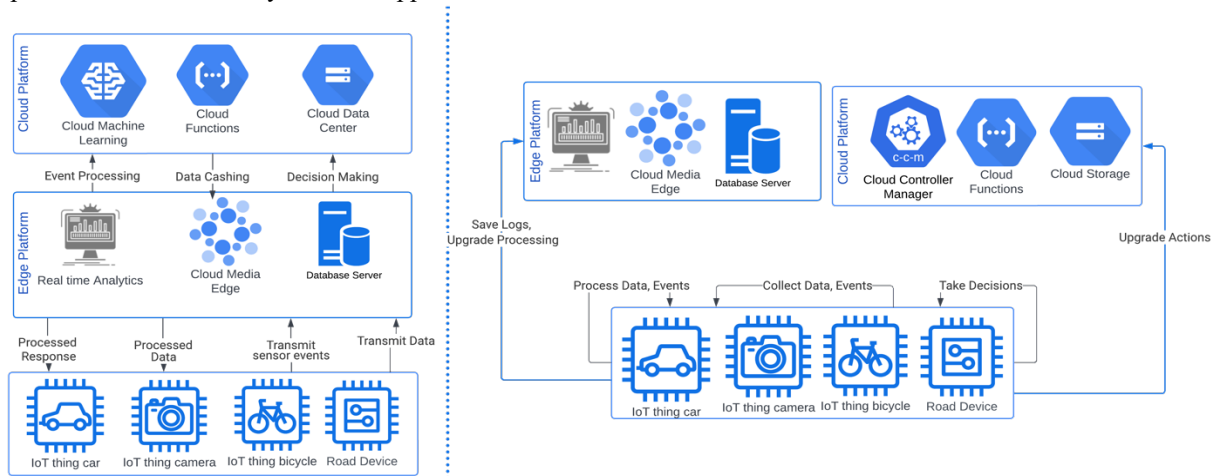 Cloud Platform
Cloud Machine
Learning
Cloud
Functions
Cloud Data
Center
Event Processing
Data Cashing
Decision Making
Edge Platform
Real time Analytics
Cloud Media
Edge
Database Server
Processed
Response
Processed
Data
Transmit
sensor events
Transmit Data
IoT thing car
IoT thing camera
IoT thing bicycle
Road Device
Edge Platform
Cloud Media
Edge
Database Server
Cloud Platform
c-c-m
Cloud Controller
Manager
Cloud
Functions
Cloud Storage
Save Logs,
Upgrade Processing
Upgrade Actions
Process Data, Events
Collect Data, Events
Take Decisions
IoT thing car
IoT thing camera
IoT thing bicycle
Road Device